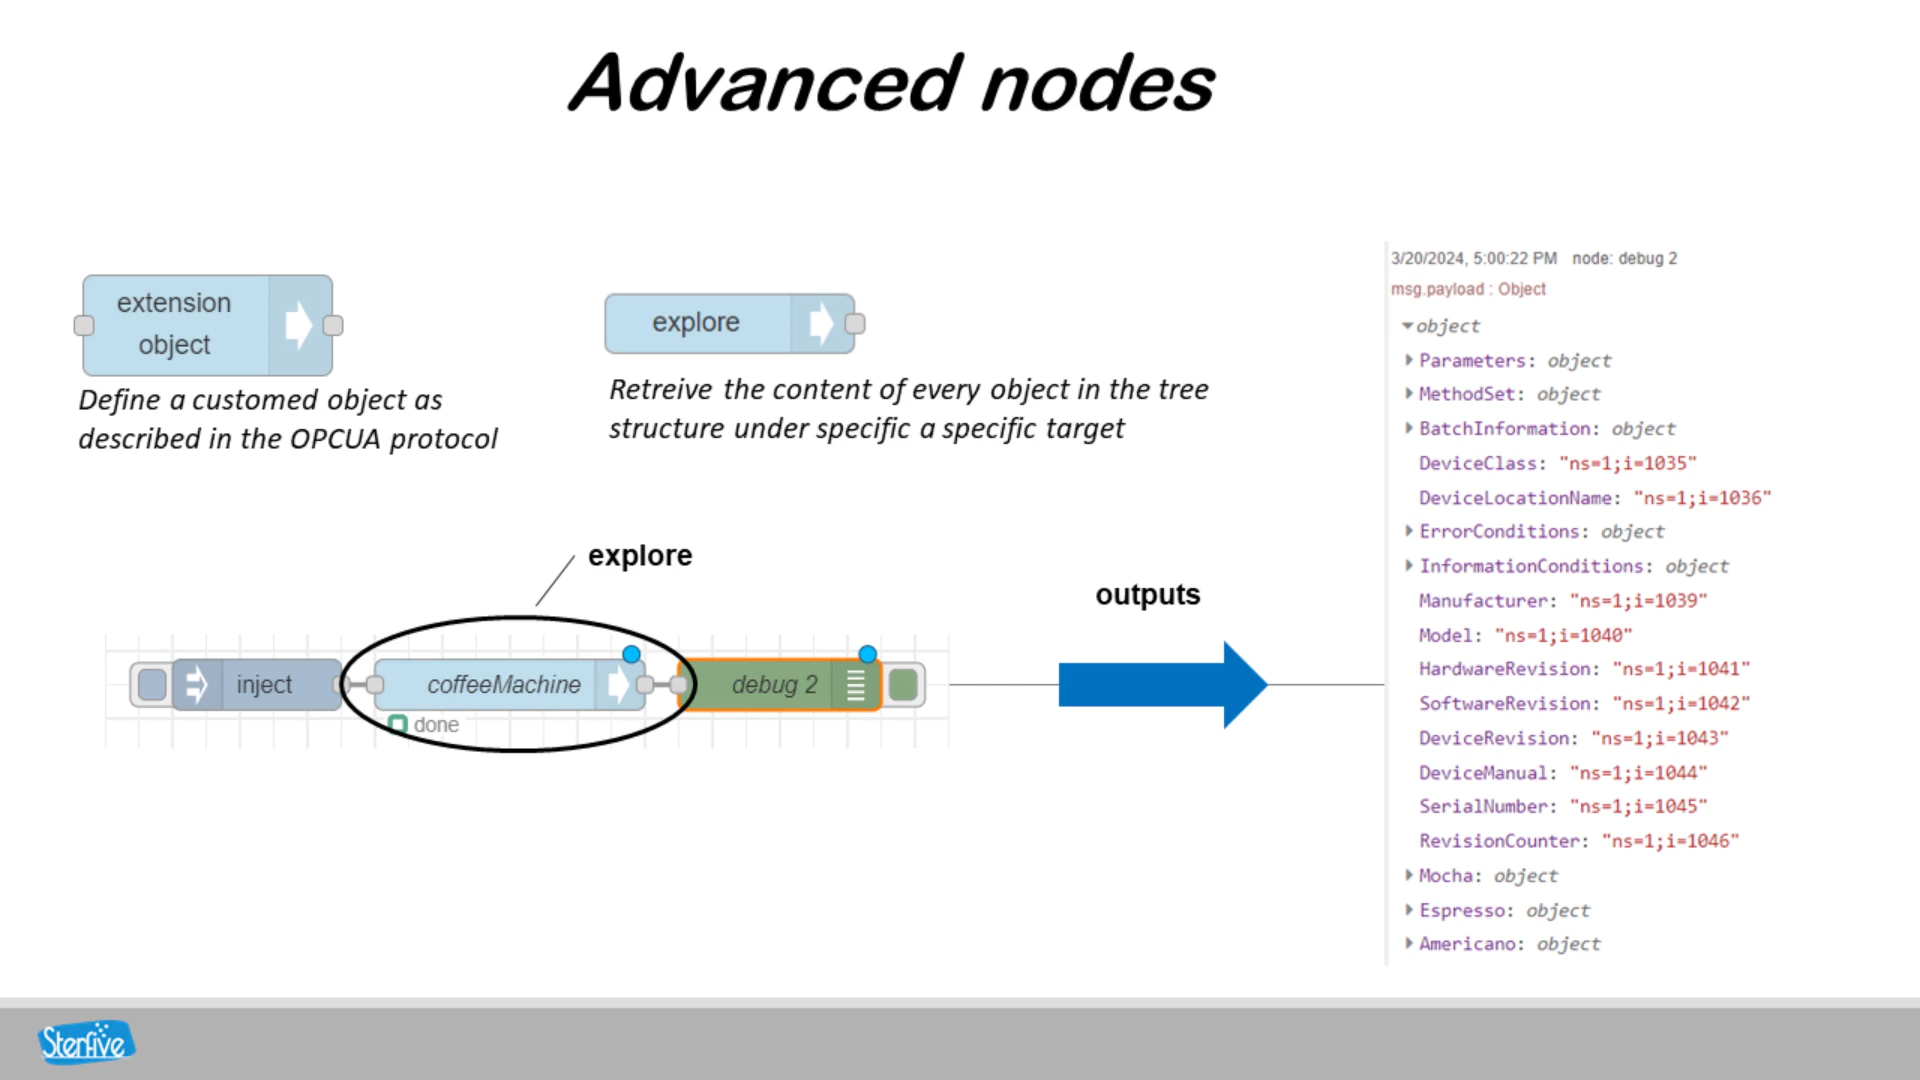 Advanced nodes
extension
object
Define a customed object as
described in the OPCUA protocol
explore
Retreive the content of every object in the tree
structure under specific a specific target
explore
inject
coffeeMachine
done
debug 2
outputs
3/20/2024, 5:00:22 PM node: debug 2
msg.payload : Object
object
Parameters: object
MethodSet: object
BatchInformation: object
DeviceClass: "ns=1;i=1035"
DeviceLocationName: "ns=1;i=1036"
ErrorConditions: object
InformationConditions: object
Manufacturer: "ns=1;i=1039"
Model: "ns=1;i=1040"
HardwareRevision: "ns=1;i=1041"
SoftwareRevision: "ns=1;i=1042"
DeviceRevision: "ns=1;i=1043"
DeviceManual: "ns=1;i=1044"
SerialNumber: "ns=1;i=1045"
RevisionCounter: "ns=1;i=1046"
Mocha: object
Espresso: object
Americano: object
Sterfive